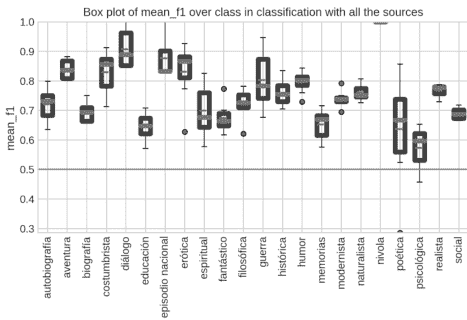 Box plot of mean_f1 over class in classification with all the sources
mean_f1
1.0
0.9
0.8
0.7
0.6
0.5
0.4
0.3
autobiografía
aventura
biografía
costumbrista
diálogo
educación
episodio nacional
erótica
espiritual
fantástico
filosófica
guerra
histórica
humor
memorias
modernista
naturalista
nivola
poética
psicológica
realista
social